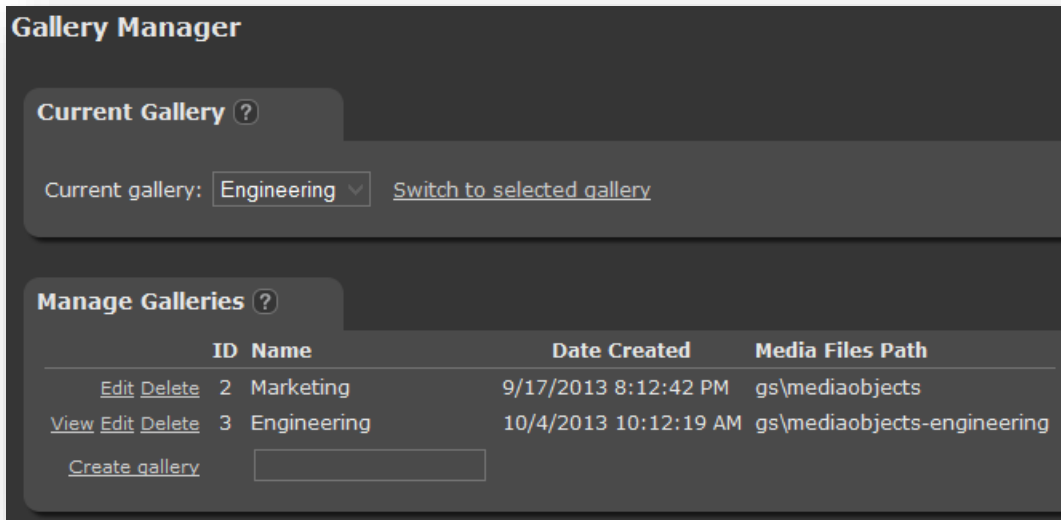 Gallery Manager
Current Gallery ?
Current gallery: Engineering Switch to selected gallery
Manage Galleries ?
ID Name Date Created Media Files Path
Edit Delete 2 Marketing 9/17/2013 8:12:42 PM gs\mediaobjects
View Edit Delete 3 Engineering 10/4/2013 10:12:19 AM gs\mediaobjects-engineering
Create gallery